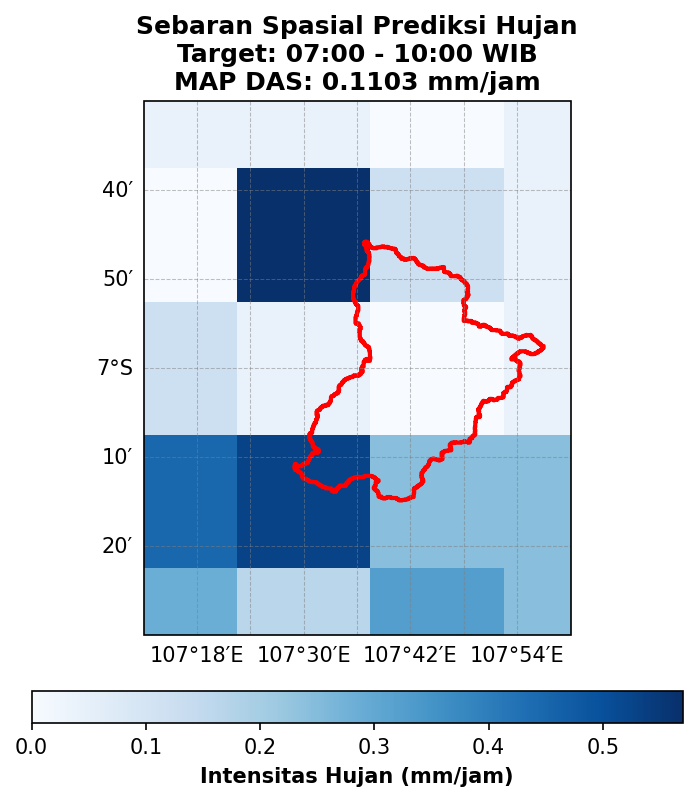 Sebaran Spasial Prediksi Hujan
Target: 07:00 - 10:00 WIB
MAP DAS: 0.1103 mm/jam
40′
50′
7°S
10′
20′
107°18′E 107°30′E 107°42′E 107°54′E
0.0 0.1 0.2 0.3 0.4 0.5
Intensitas Hujan (mm/jam)